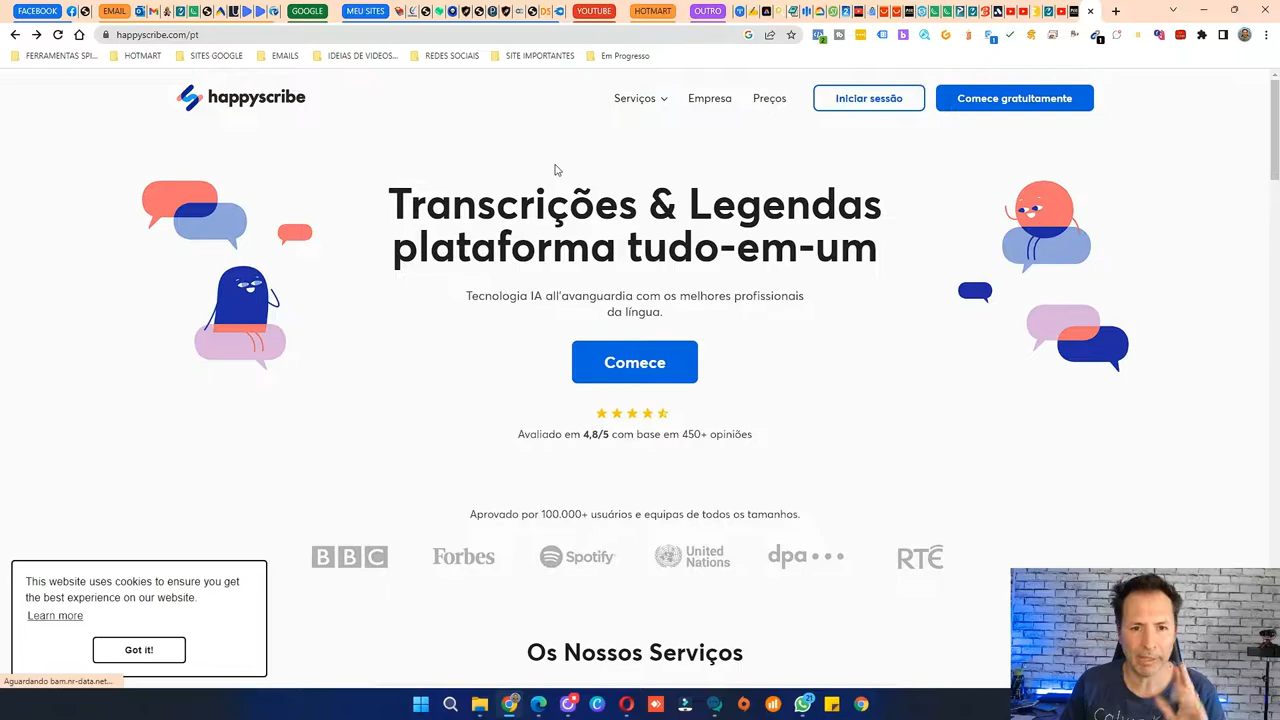 FACEBOOK
EMAIL
GOOGLE
MEU SITES
YOUTUBE
HOTMART
OUTRO
happyscribe.com/pt
FERRAMENTAS SPI...
HOTMART
SITES GOOGLE
EMAILS
IDEIAS DE VIDEOS...
REDES SOCIAIS
SITE IMPORTANTES
Em Progresso
happyscribe
Serviços
Empresa
Preços
Iniciar sessão
Comece gratuitamente
Transcrições & Legendas
plataforma tudo-em-um
Tecnologia IA all'avanguardia com os melhores profissionais
da língua.
Comece
Avaliado em 4,8/5 com base em 450+ opiniões
Aprovado por 100.000+ usuários e equipas de todos os tamanhos.
BBC
Forbes
Spotify
United
Nations
dpa
RTÉ
This website uses cookies to ensure you get
the best experience on our website.
Learn more
Got it!
Os Nossos Serviços
Aguardando bam.nr-data.net...